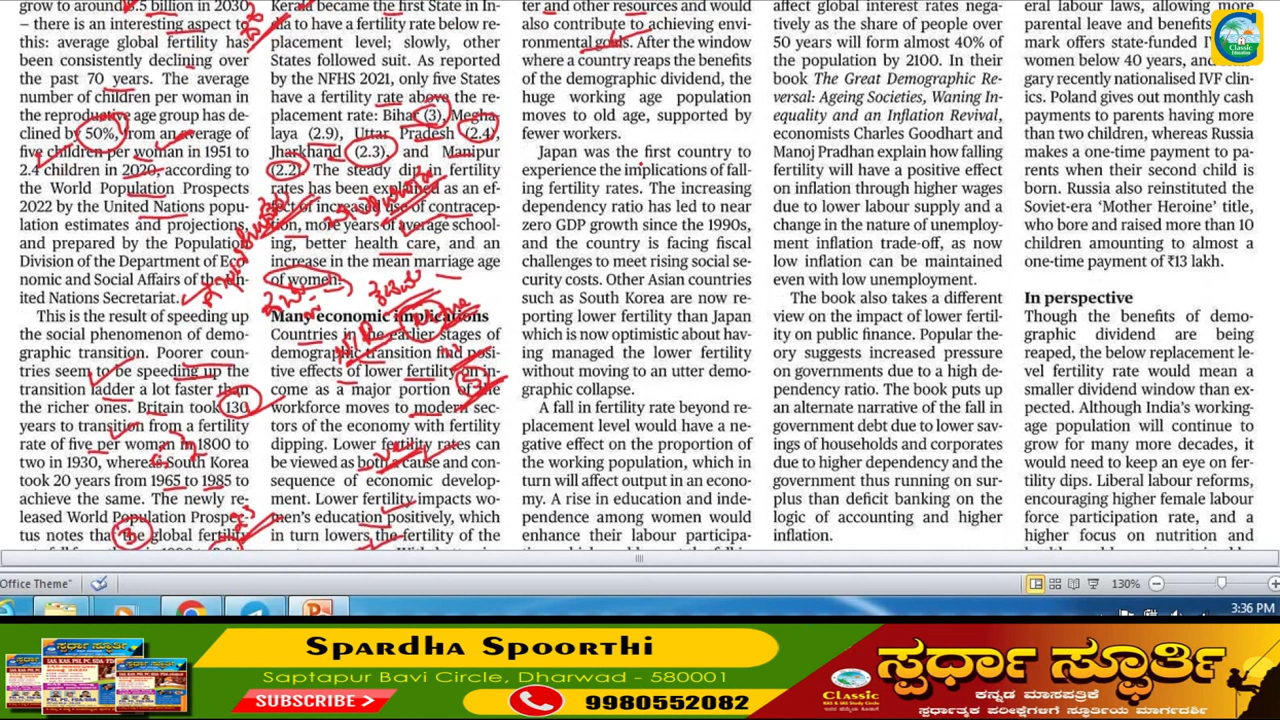 grow to around 8.5 billion in 2030
– there is an interesting aspect to
this: average global fertility has
been consistently declining over
the past 70 years. The average
number of children per woman in
the reproductive age group has de-
clined by 50%, from an average of
five children per woman in 1951 to
2.4 children in 2020, according to
the World Population Prospects
2022 by the United Nations popu-
lation estimates and projections,
and prepared by the Population
Division of the Department of Eco-
nomic and Social Affairs of the Un-
ited Nations Secretariat.
This is the result of speeding up
the social phenomenon of demo-
graphic transition. Poorer coun-
tries seem to be speeding up the
transition ladder a lot faster than
the richer ones. Britain took 130
years to transition from a fertility
rate of five per woman in 1800 to
two in 1930, whereas South Korea
took 20 years from 1965 to 1985 to
achieve the same. The newly re-
leased World Population Prospec-
tus notes that the global fertility
Kerala became the first State in In-
dia to have a fertility rate below re-
placement level; slowly, other
States followed suit. As reported
by the NFHS 2021, only five States
have a fertility rate above the re-
placement rate: Bihar (3), Megha-
laya (2.9), Uttar Pradesh (2.4),
Jharkhand (2.3), and Manipur
(2.2). The steady dip in fertility
rates has been explained as an ef-
fect of increased use of contracep-
tion, more years of average school-
ing, better health care, and an
increase in the mean marriage age
of women.
Many economic implications
Countries in the earlier stages of
demographic transition find posi-
tive effects of lower fertility on in-
come as a major portion of the
workforce moves to modern sec-
tors of the economy with fertility
dipping. Lower fertility rates can
be viewed as both a cause and con-
sequence of economic develop-
ment. Lower fertility impacts wo-
men's education positively, which
in turn lowers the fertility of the
ter and other resources and would
also contribute to achieving envi-
ronmental goals. After the window
where a country reaps the benefits
of the demographic dividend, the
huge working age population
moves to old age, supported by
fewer workers.
Japan was the first country to
experience the implications of fall-
ing fertility rates. The increasing
dependency ratio has led to near
zero GDP growth since the 1990s,
and the country is facing fiscal
challenges to meet rising social se-
curity costs. Other Asian countries
such as South Korea are now re-
porting lower fertility than Japan
which is now optimistic about hav-
ing managed the lower fertility
without moving to an utter demo-
graphic collapse.
A fall in fertility rate beyond re-
placement level would have a ne-
gative effect on the proportion of
the working population, which in
turn will affect output in an econo-
my. A rise in education and inde-
pendence among women would
enhance their labour participa-
affect global interest rates nega-
tively as the share of people over
50 years will form almost 40% of
the population by 2100. In their
book The Great Demographic Re-
versal: Ageing Societies, Waning In-
equality and an Inflation Revival,
economists Charles Goodhart and
Manoj Pradhan explain how falling
fertility will have a positive effect
on inflation through higher wages
due to lower labour supply and a
change in the nature of unemploy-
ment inflation trade-off, as now
low inflation can be maintained
even with low unemployment.
The book also takes a different
view on the impact of lower fertil-
ity on public finance. Popular the-
ory suggests increased pressure
on governments due to a high de-
pendency ratio. The book puts up
an alternate narrative of the fall in
government debt due to lower sav-
ings of households and corporates
due to higher dependency and the
government thus running on sur-
plus than deficit banking on the
logic of accounting and higher
inflation.
eral labour laws, allowing more
parental leave and benefits
mark offers state-funded
women below 40 years, and
gary recently nationalised IVF clin-
ics. Poland gives out monthly cash
payments to parents having more
than two children, whereas Russia
makes a one-time payment to pa-
rents when their second child is
born. Russia also reinstituted the
Soviet-era 'Mother Heroine' title,
who bore and raised more than 10
children amounting to almost a
one-time payment of ₹13 lakh.
In perspective
Though the benefits of demo-
graphic dividend are being
reaped, the below replacement le-
vel fertility rate would mean a
smaller dividend window than ex-
pected. Although India's working-
age population will continue to
grow for many more decades, it
would need to keep an eye on fer-
tility dips. Liberal labour reforms,
encouraging higher female labour
force participation rate, and a
higher focus on nutrition and
Classic
Office Theme"
130%
3:36 PM
Spardha Spoorthi
Saptapur Bavi Circle, Dharwad - 580001
SUBSCRIBE
9980552082
ಸ್ಪರ್ಧಾ ಸ್ಫೂರ್ತಿ
ಕನ್ನಡ ಮಾಸಪತ್ರಿಕೆ
ಸ್ಪರ್ಧಾತ್ಮಕ ಪರೀಕ್ಷೆಗಳಿಗೆ ಸ್ಫೂರ್ತಿಯ ಮಾರ್ಗದರ್ಶಿ
Classic
KAS & IAS Study Circle